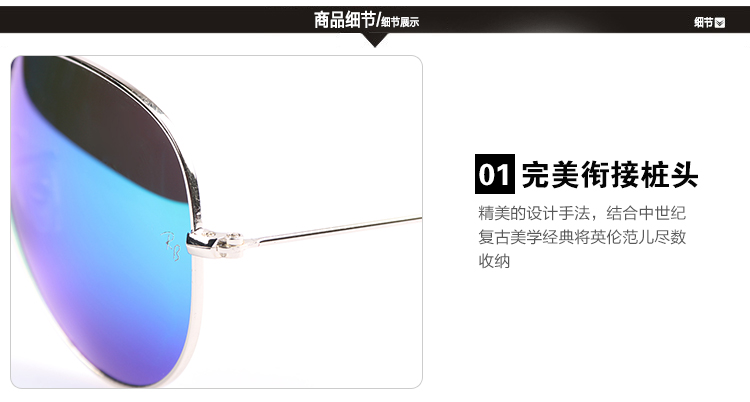 商品细节/细节展示
细节
01 完美衔接桩头
精美的设计手法，结合中世纪
复古美学经典将英伦范儿尽数
收纳